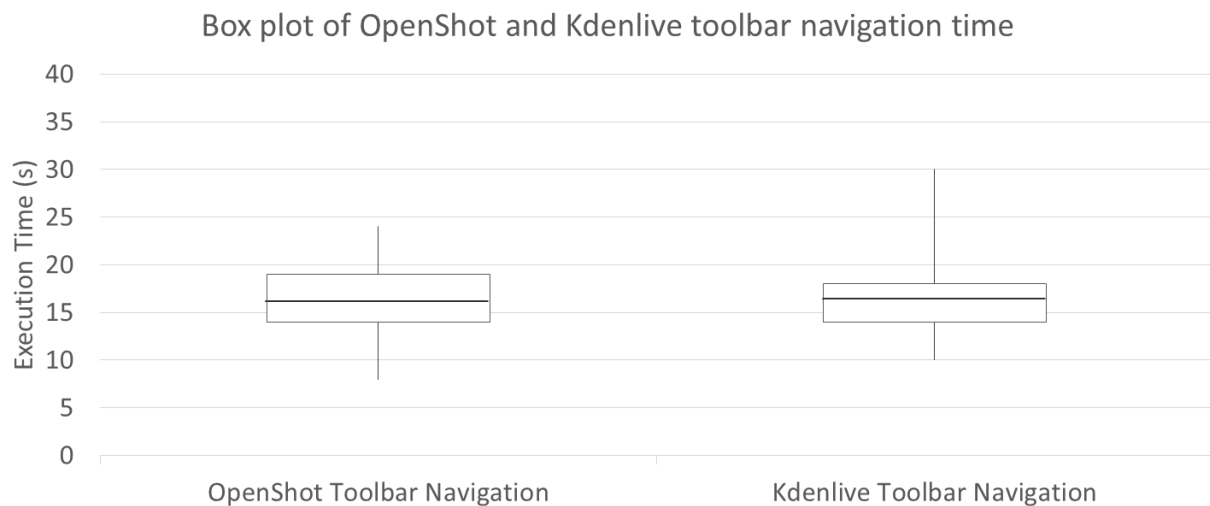 Box plot of OpenShot and Kdenlive toolbar navigation time
Execution Time (s)
40
35
30
25
20
15
10
5
0
OpenShot Toolbar Navigation
Kdenlive Toolbar Navigation